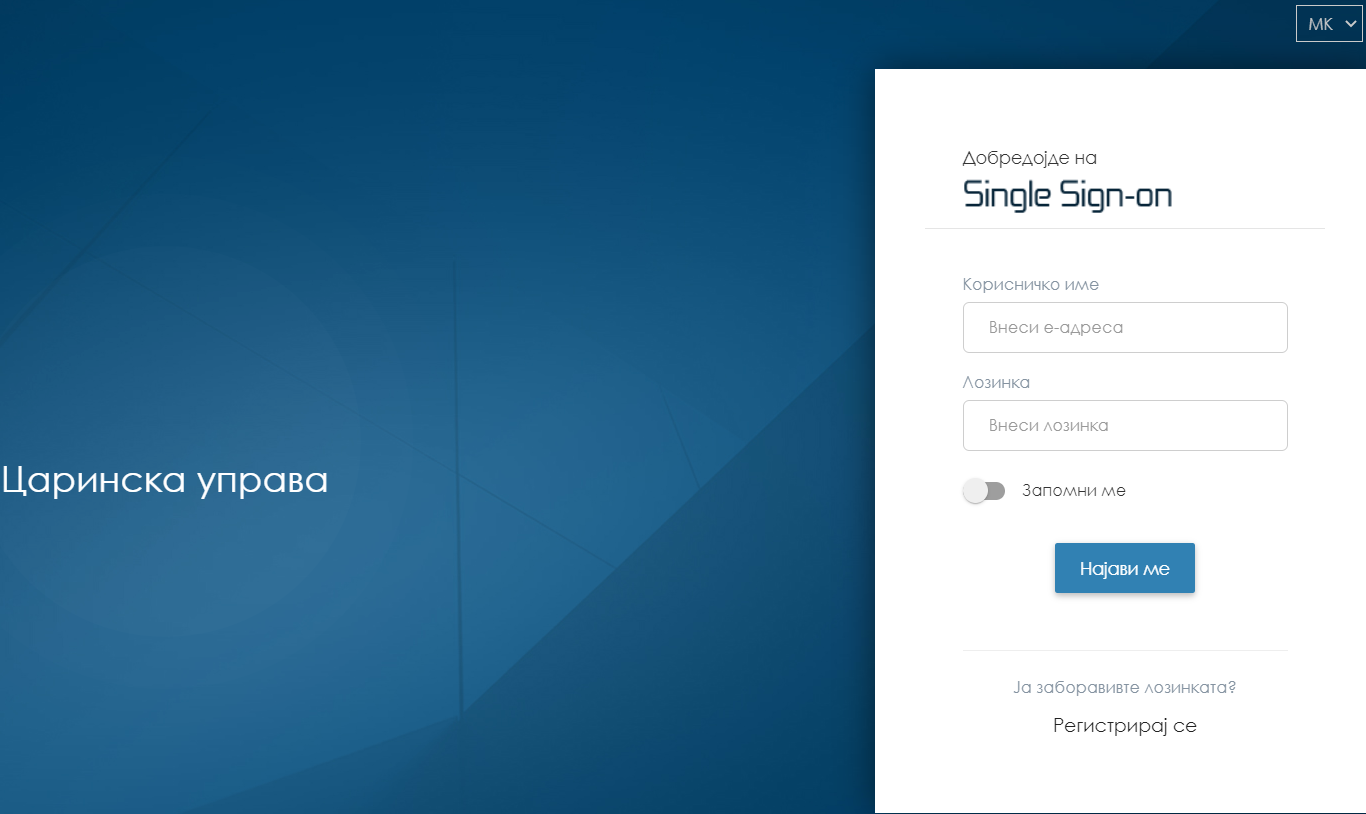 МК
Добредојде на
Single Sign-on
Корисничко име
Внеси е-адреса
Лозинка
Внеси лозинка
Запомни ме
Најави ме
Ја заборавивте лозинката?
Регистрирај се
Царинска управа